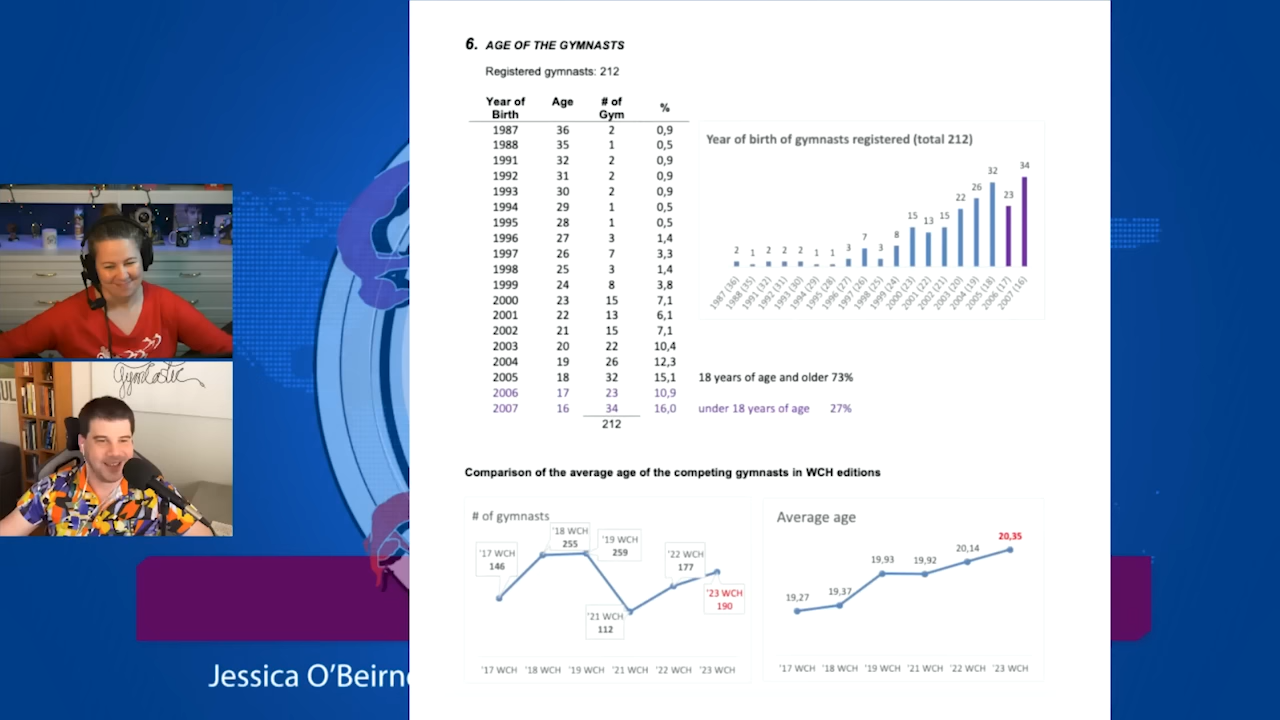 6. AGE OF THE GYMNASTS
Registered gymnasts: 212
Year of Birth Age # of Gym %
1987 36 2 0,9
1988 35 1 0,5
1991 32 2 0,9
1992 31 2 0,9
1993 30 2 0,9
1994 29 1 0,5
1995 28 1 0,5
1996 27 3 1,4
1997 26 7 3,3
1998 25 3 1,4
1999 24 8 3,8
2000 23 15 7,1
2001 22 13 6,1
2002 21 15 7,1
2003 20 22 10,4
2004 19 26 12,3
2005 18 32 15,1 18 years of age and older 73%
2006 17 23 10,9
2007 16 34 16,0 under 18 years of age 27%
212
Year of birth of gymnasts registered (total 212)
2 1 2 2 2 1 1 3 7 3 8 15 13 15 22 26 32 23 34
1987 (36) 1988 (35) 1991 (32) 1992 (31) 1993 (30) 1994 (29) 1995 (28) 1996 (27) 1997 (26) 1998 (25) 1999 (24) 2000 (23) 2001 (22) 2002 (21) 2003 (20) 2004 (19) 2005 (18) 2006 (17) 2007 (16)
Comparison of the average age of the competing gymnasts in WCH editions
# of gymnasts
'17 WCH
146
'18 WCH
255
'19 WCH
259
'21 WCH
112
'22 WCH
177
'23 WCH
190
'17 WCH '18 WCH '19 WCH '21 WCH '22 WCH '23 WCH
Average age
19,27 19,37 19,93 19,92 20,14 20,35
'17 WCH '18 WCH '19 WCH '21 WCH '22 WCH '23 WCH
GymCastic
Jessica O'Beirne